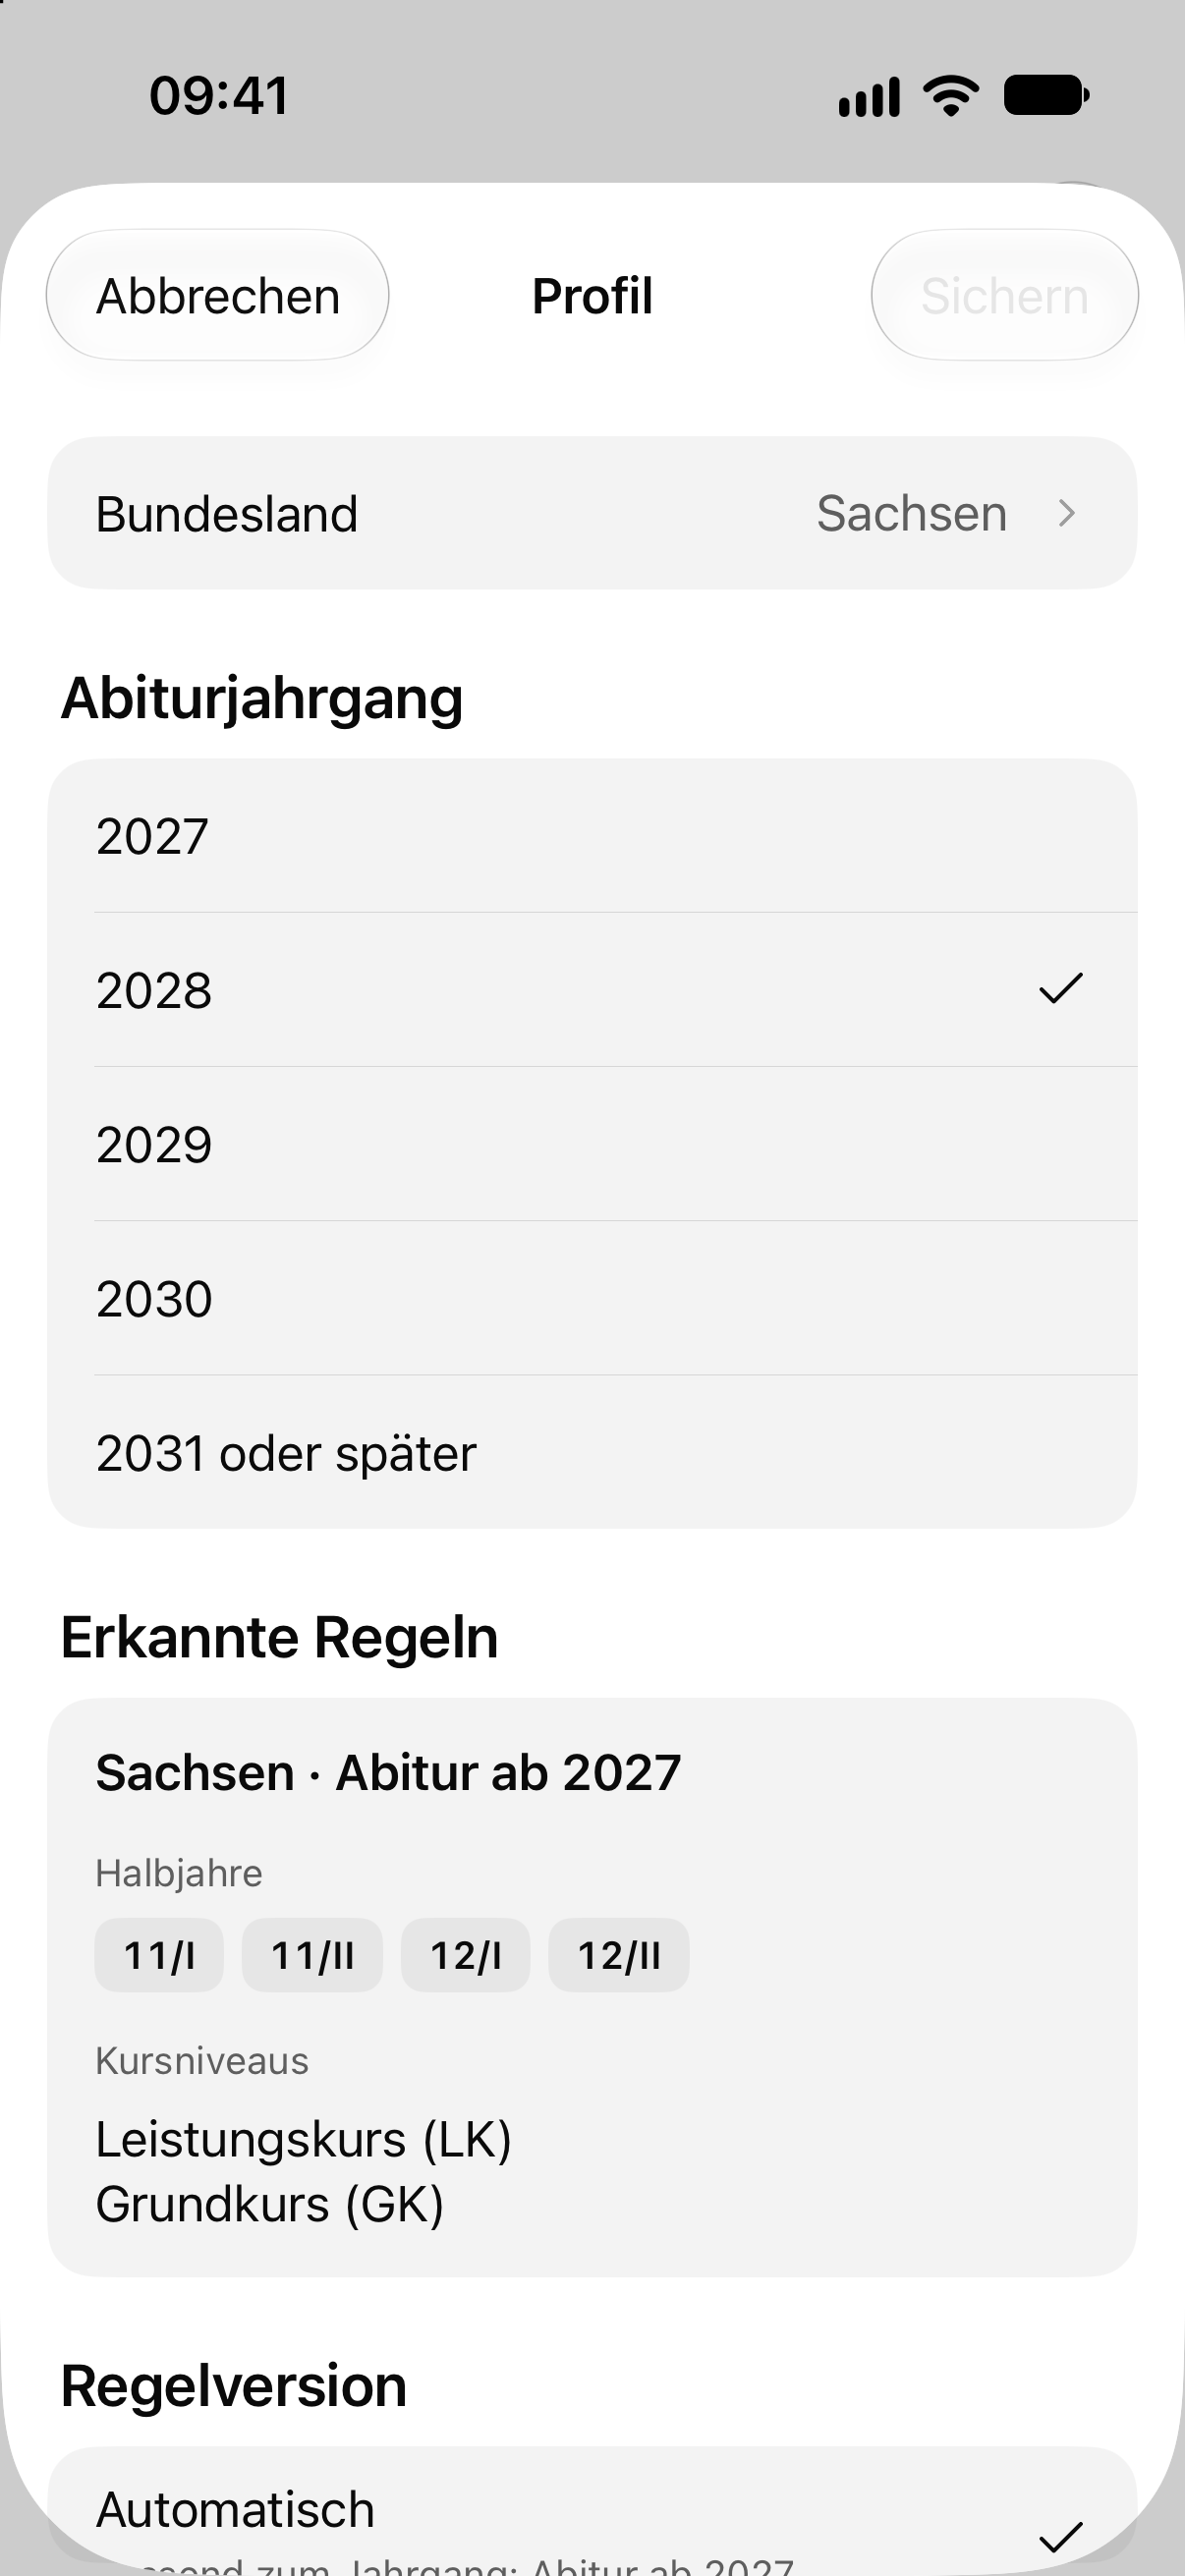 09:41
Abbrechen Profil Sichern
Bundesland Sachsen
Abiturjahrgang
2027
2028
2029
2030
2031 oder später
Erkannte Regeln
Sachsen · Abitur ab 2027
Halbjahre
11/I 11/II 12/I 12/II
Kursniveaus
Leistungskurs (LK)
Grundkurs (GK)
Regelversion
Automatisch
zum Jahrgang: Abitur ab 2027